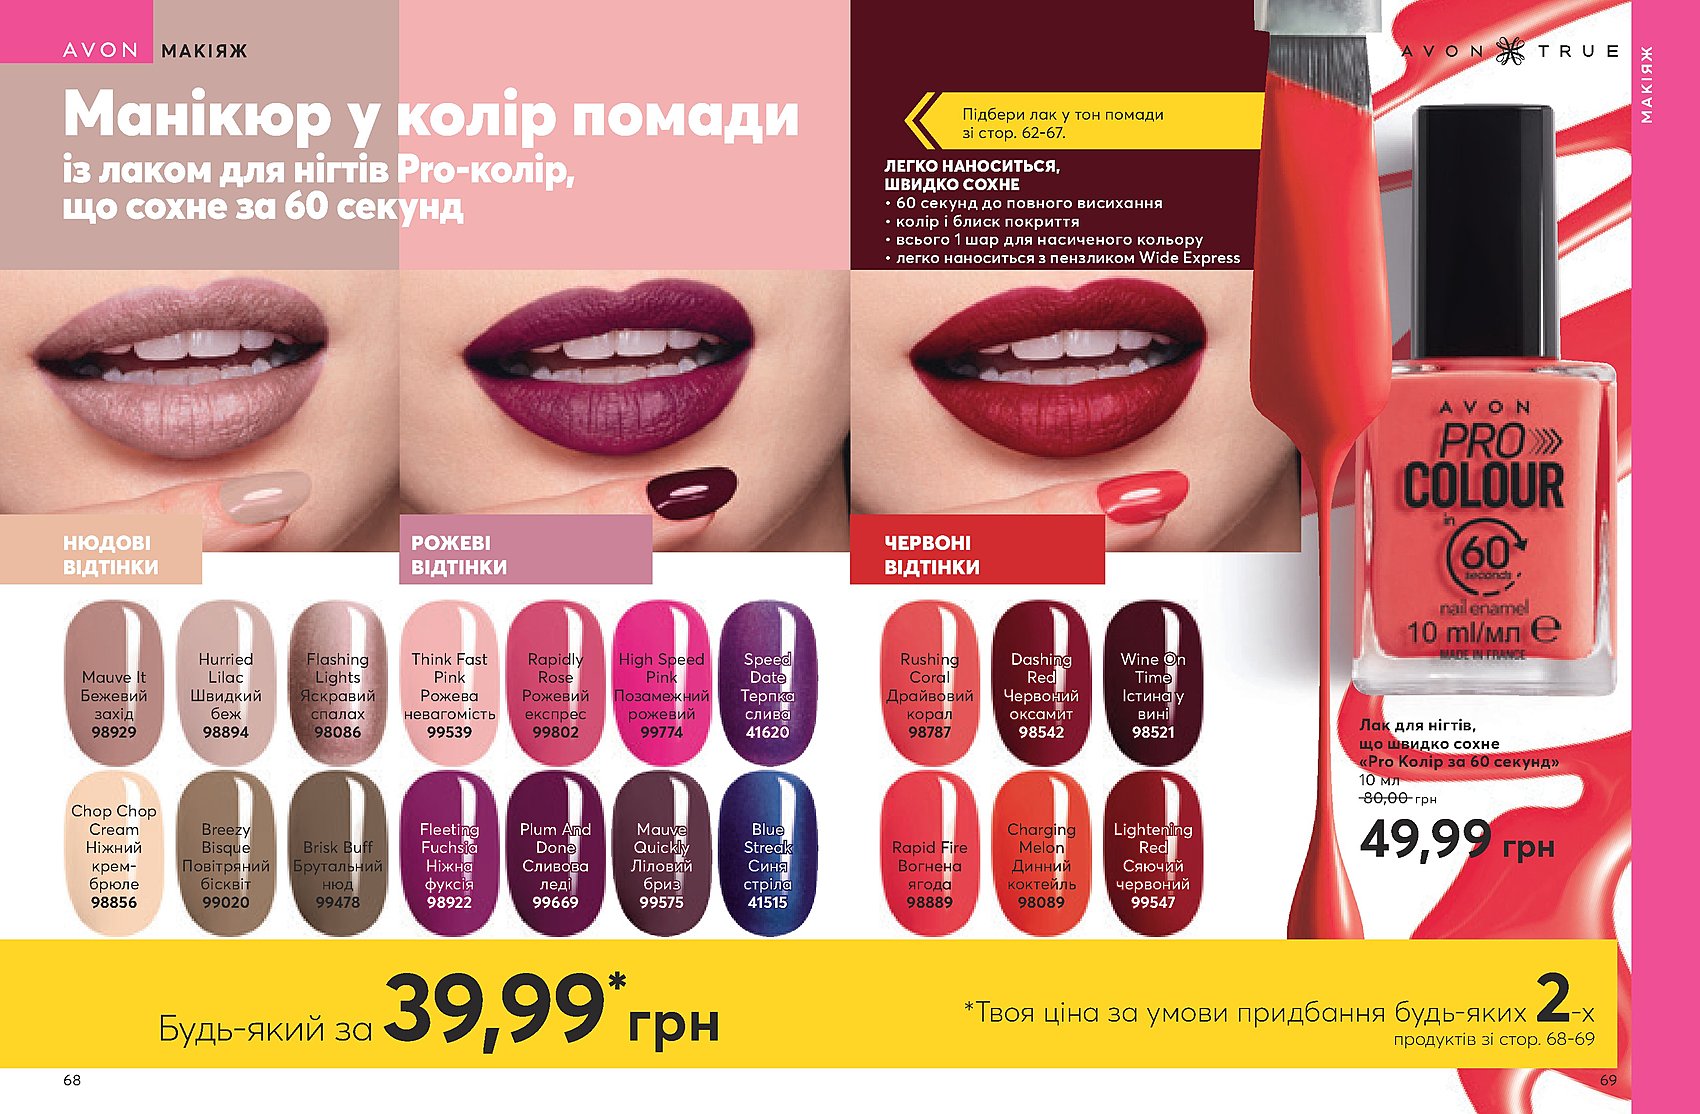 AVON МАКІЯЖ
Манікюр у колір помади
із лаком для нігтів Pro-колір,
що сохне за 60 секунд
Підбери лак у тон помади
зі стор. 62-67.
ЛЕГКО НАНОСИТЬСЯ,
ШВИДКО СОХНЕ
• 60 секунд до повного висихання
• колір і блиск покриття
• всього 1 шар для насиченого кольору
• легко наноситься з пензликом Wide Express
AVON TRUE
МАКІЯЖ
НЮДОВІ
ВІДТІНКИ
РОЖЕВІ
ВІДТІНКИ
ЧЕРВОНІ
ВІДТІНКИ
Mauve It
Бежевий
захід
98929
Hurried
Lilac
Швидкий
беж
98894
Flashing
Lights
Яскравий
спалах
98086
Think Fast
Pink
Рожева
невагомість
99539
Rapidly
Rose
Рожевий
експрес
99802
High Speed
Pink
Позамежний
рожевий
99774
Speed
Date
Терпка
слива
41620
Rushing
Coral
Драйвовий
корал
98787
Dashing
Red
Червоний
оксамит
98542
Wine On
Time
Істина у
вині
98521
Chop Chop
Cream
Ніжний
крем-
брюле
98856
Breezy
Bisque
Повітряний
бісквіт
99020
Brisk Buff
Брутальний
нюд
99478
Fleeting
Fuchsia
Ніжна
фуксія
98922
Plum And
Done
Сливова
леді
99669
Mauve
Quickly
Ліловий
бриз
99575
Blue
Streak
Синя
стріла
41515
Rapid Fire
Вогнена
ягода
98889
Charging
Melon
Динний
коктейль
98089
Lightening
Red
Сяючий
червоний
99547
AVON
PRO
COLOUR
in
60
seconds
nail enamel
10 ml/мл e
MADE IN FRANCE
Лак для нігтів,
що швидко сохне
«Pro Колір за 60 секунд»
10 мл
80,00 грн
49,99 грн
Будь-який за 39,99* грн
*Твоя ціна за умови придбання будь-яких 2-х
продуктів зі стор. 68-69
68
69